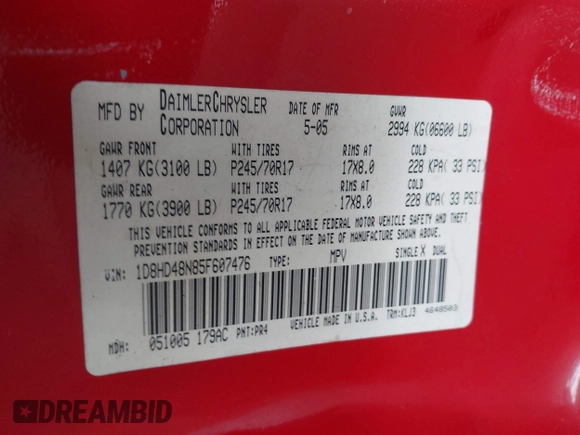 MFD BY DAIMLERCHRYSLER CORPORATION DATE OF MFR 5-05 GVWR 2994 KG(06600 LB)
GAWR FRONT WITH TIRES RIMS AT COLD
1407 KG(3100 LB) P245/70R17 17X8.0 228 KPA( 33 PSI)
GAWR REAR WITH TIRES RIMS AT COLD
1770 KG(3900 LB) P245/70R17 17X8.0 228 KPA( 33 PSI)
THIS VEHICLE CONFORMS TO ALL APPLICABLE FEDERAL MOTOR VEHICLE SAFETY AND THEFT
PREVENTION STANDARDS IN EFFECT ON THE DATE OF MANUFACTURE SHOWN ABOVE.
VIN: 1D8HD48N85F607476 TYPE: MPV SINGLE X DUAL
VEHICLE MADE IN U.S.A. TRM:KLJ3 4648503
MDH: 051005 179AC PNT:PR4
DREAMBID